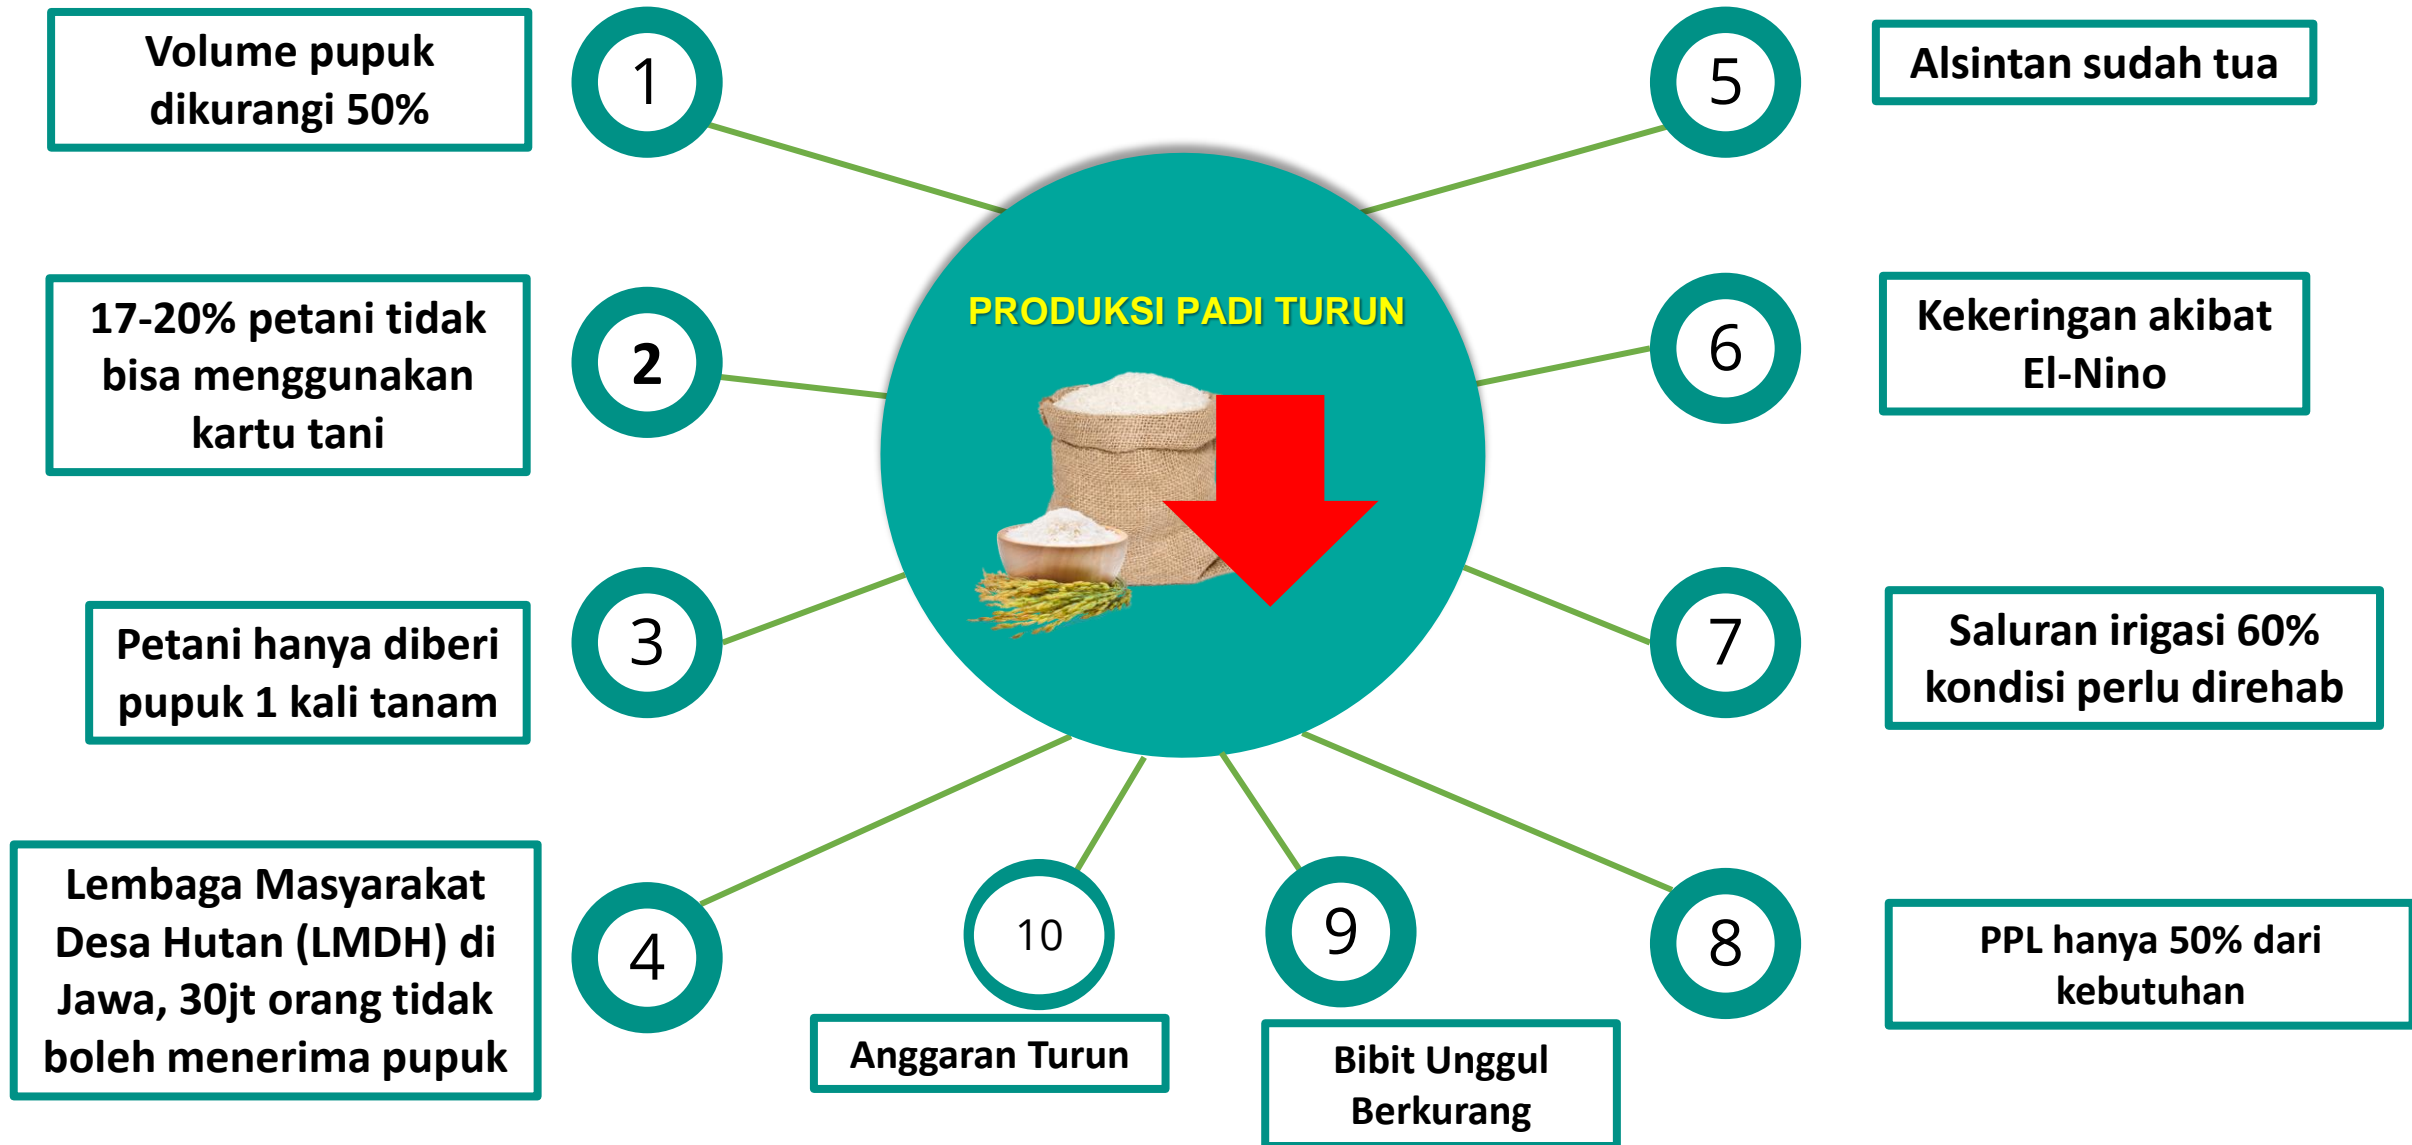 Volume pupuk
dikurangi 50%
1
17-20% petani tidak
bisa menggunakan
kartu tani
2
Petani hanya diberi
pupuk 1 kali tanam
3
Lembaga Masyarakat
Desa Hutan (LMDH) di
Jawa, 30jt orang tidak
boleh menerima pupuk
4
PRODUKSI PADI TURUN
5
Alsintan sudah tua
6
Kekeringan akibat
El-Nino
7
Saluran irigasi 60%
kondisi perlu direhab
8
PPL hanya 50% dari
kebutuhan
9
Bibit Unggul
Berkurang
10
Anggaran Turun